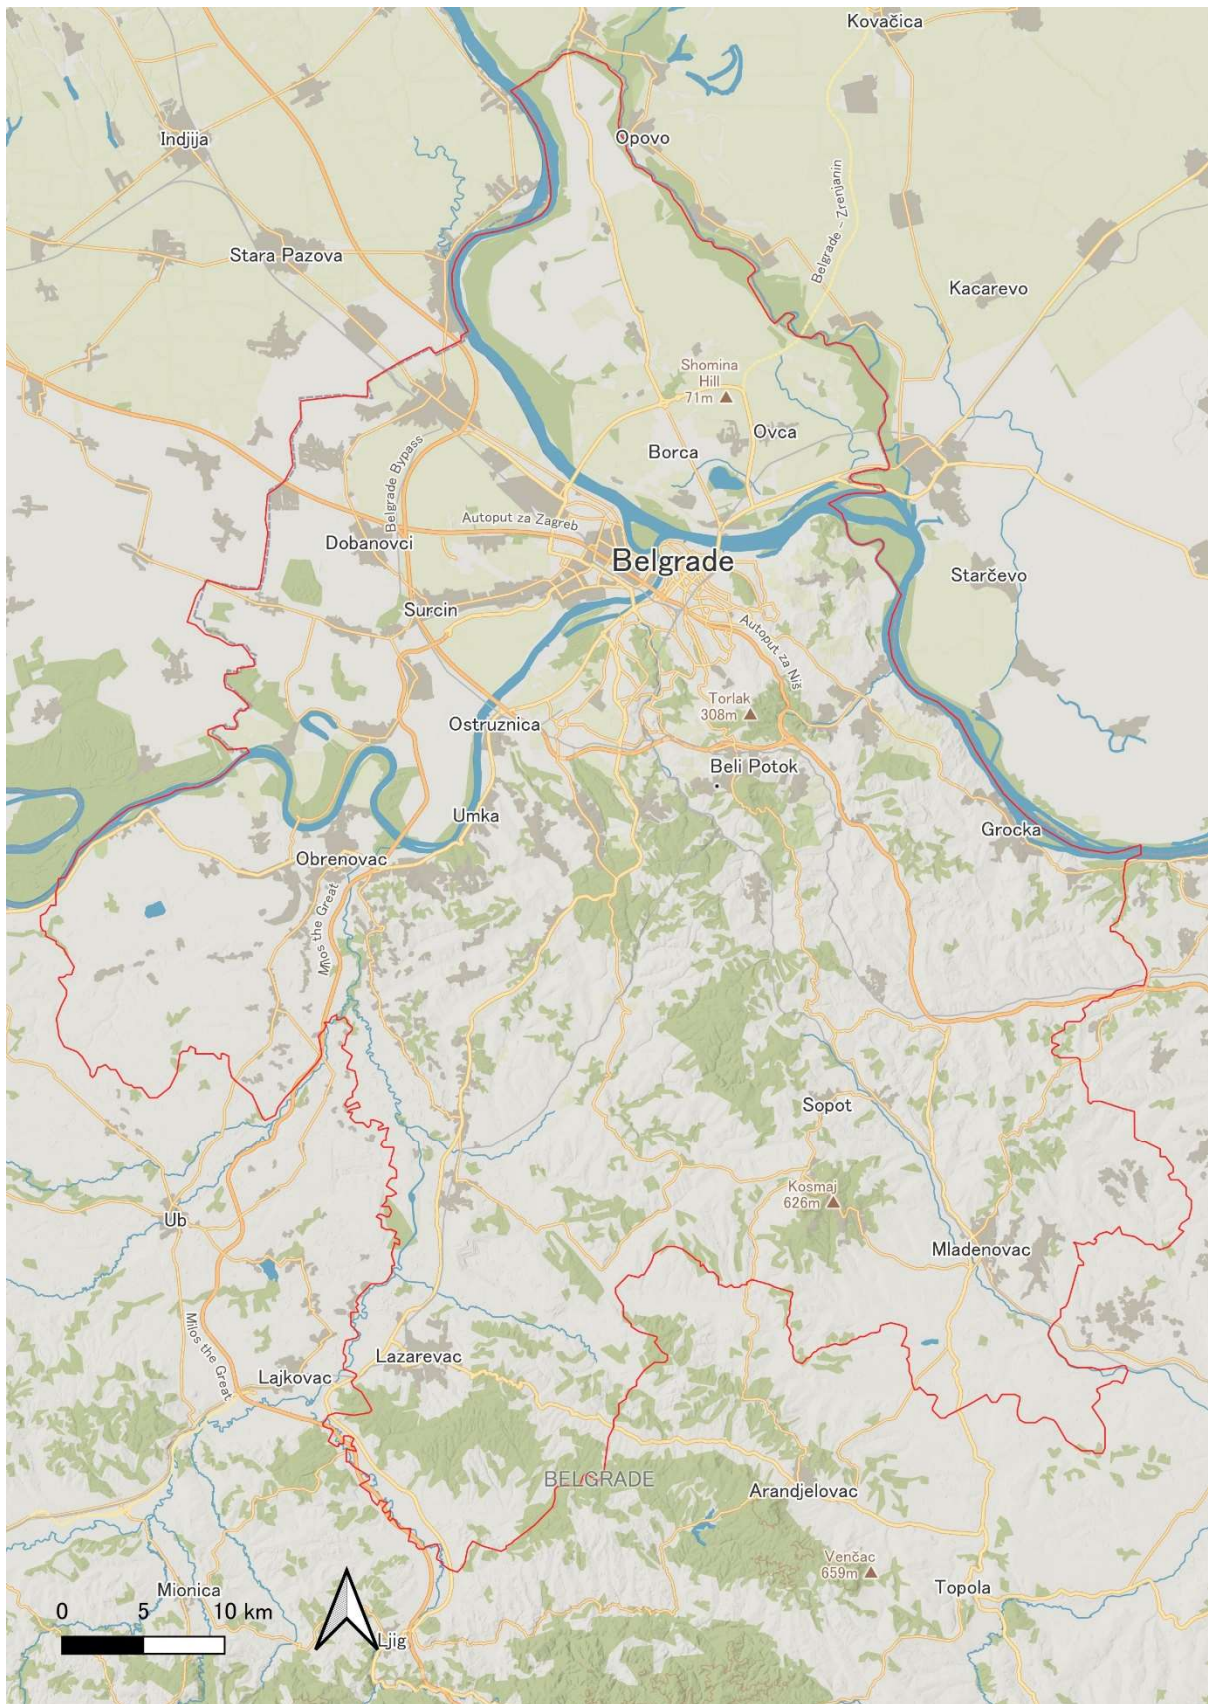 Kovačica
Indjija
Opovo
Belgrade – Zrenjanin
Stara Pazova
Kacarevo
Shomina
Hill
71m
Ovca
Borca
Belgrade Bypass
Autoput za Zagreb
Dobanovci
Belgrade
Starčevo
Surcin
Autoput za Niš
Torlak
308m
Ostruznica
Beli Potok
Umka
Grocka
Obrenovac
Milos the Great
Sopot
Kosmaj
626m
Ub
Mladenovac
Milos the Great
Lazarevac
Lajkovac
BELGRADE
Arandjelovac
Venčac
659m
Mionica
Topola
0 5 10 km
Ljig